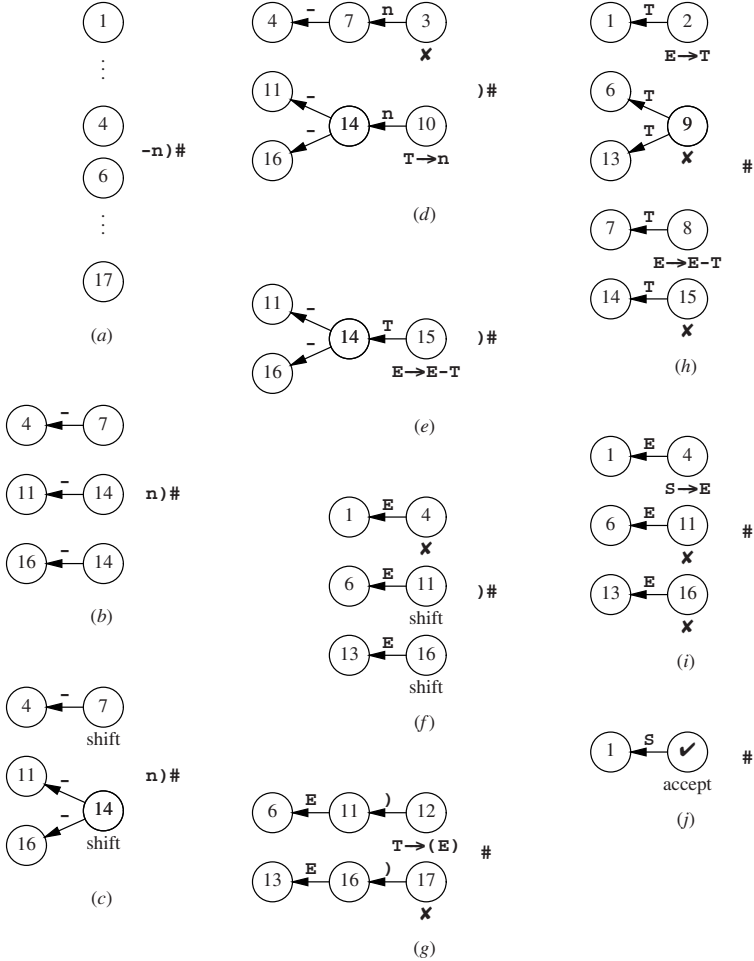 1
⋮
4
-n)#
6
⋮
17
(a)
4 - 7
11 - 14 n)#
16 - 14
(b)
4 - 7
shift
11 - n)#
14
16 - shift
(c)
4 - 7 n 3
✘
11 - )#
14 n 10
16 - T→n
(d)
11 -
14 T 15 )#
16 - E→E-T
(e)
1 E 4
✘
6 E 11 )#
shift
13 E 16
shift
(f)
6 E 11 ) 12
T→(E) #
13 E 16 ) 17
✘
(g)
1 T 2
E→T
6 T
9
13 T ✘
#
7 T 8
E→E-T
14 T 15
✘
(h)
1 E 4
S→E
6 E 11 #
✘
13 E 16
✘
(i)
1 S ✔ #
accept
(j)